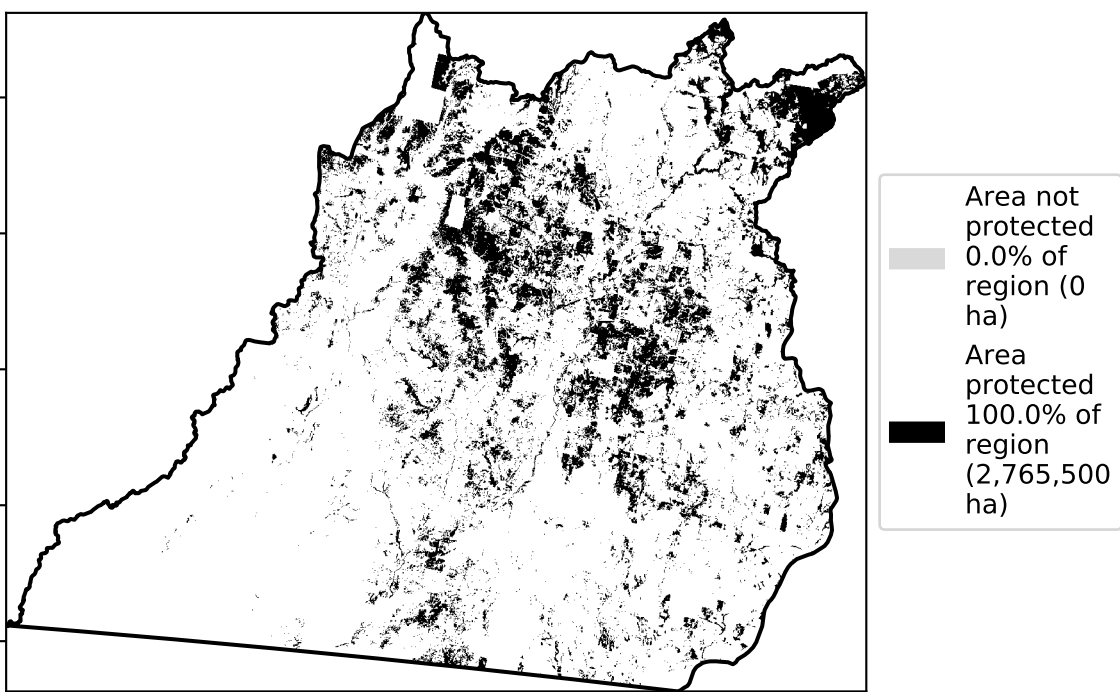 Area not
protected
0.0% of
region (0
ha)
Area
protected
100.0% of
region
(2,765,500
ha)